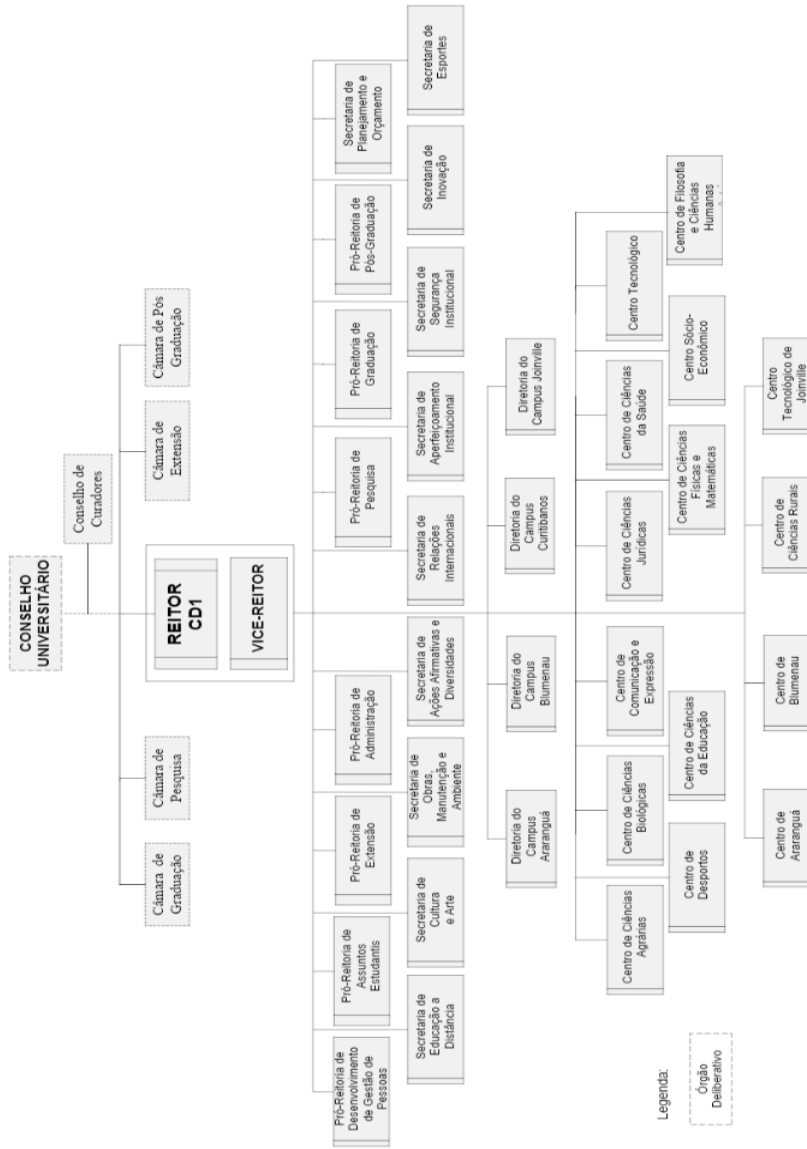 CONSELHO
UNIVERSITÁRIO
Conselho de
Curadores
Câmara de
Graduação
Câmara de
Pesquisa
Câmara de
Extensão
Câmara de Pós
Graduação
REITOR
CD1
VICE-REITOR
Pró-Reitoria de
Desenvolvimento
de Gestão de
Pessoas
Pró-Reitoria de
Assuntos
Estudantis
Pró-Reitoria de
Extensão
Pró-Reitoria de
Administração
Pró-Reitoria de
Pesquisa
Pró-Reitoria de
Graduação
Pró-Reitoria de
Pós-Graduação
Secretaria de
Planejamento e
Orçamento
Secretaria de
Educação a
Distância
Secretaria de
Cultura
e Arte
Secretaria de
Obras,
Manutenção e
Ambiente
Secretaria de
Ações Afirmativas e
Diversidades
Secretaria de
Relações
Internacionais
Secretaria de
Aperfeiçoamento
Institucional
Secretaria de
Segurança
Institucional
Secretaria de
Inovação
Secretaria de
Esportes
Diretoria do
Campus
Araranguá
Diretoria do
Campus
Blumenau
Diretoria do
Campus
Curitibanos
Diretoria do
Campus Joinville
Centro de Ciências
Agrárias
Centro de Ciências
Biológicas
Centro de
Comunicação e
Expressão
Centro de Ciências
Jurídicas
Centro de Ciências
da Saúde
Centro Tecnológico
Centro de
Desportos
Centro de Ciências
da Educação
Centro de Ciências
Físicas e
Matemáticas
Centro Sócio-
Econômico
Centro de Filosofia
e Ciências
Humanas
Centro de
Araranguá
Centro de
Blumenau
Centro de
Ciências Rurais
Centro
Tecnológico de
Joinville
Legenda:
Órgão
Deliberativo